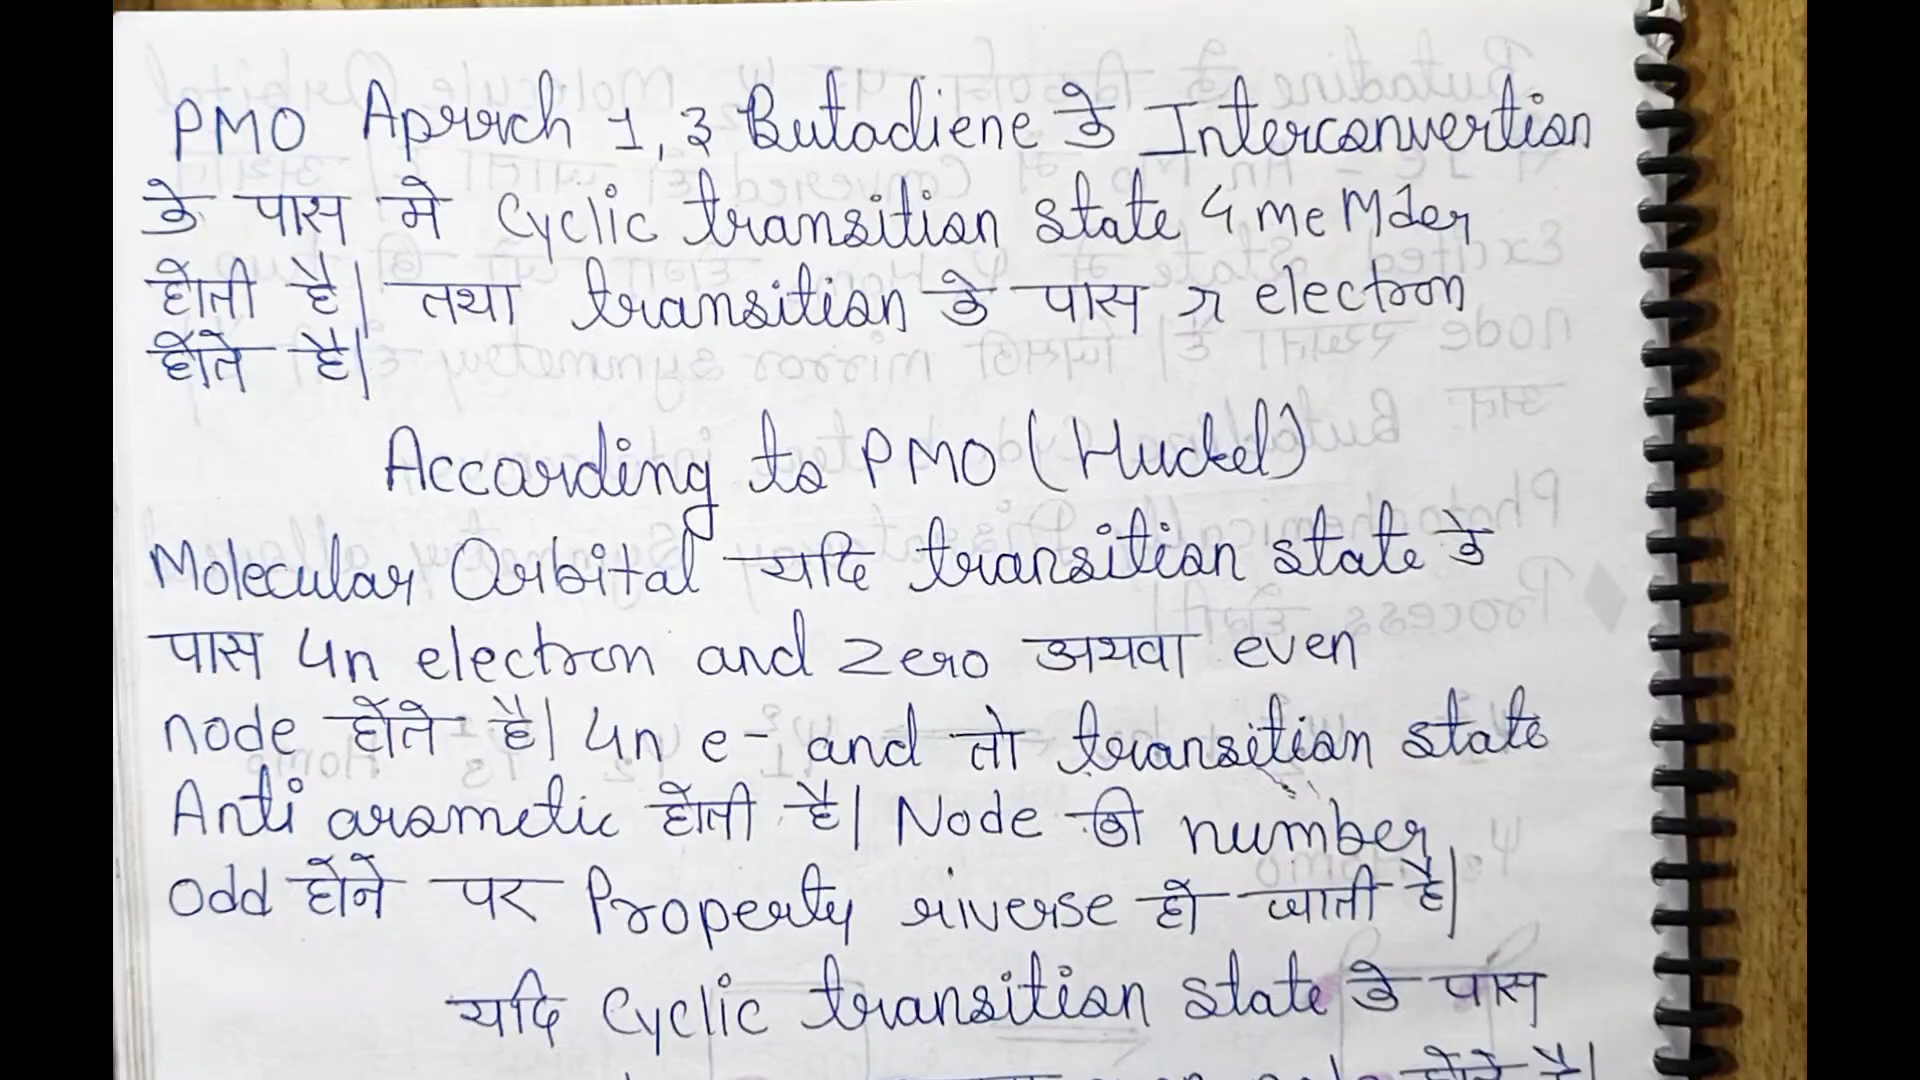 PMO Aprrch 1,3 Butadiene के Interconvertion
के पास मे Cyclic transition state 4 meMder
होती है। तथा transition के पास π electron
होते है।
According to PMO (Huckel)
Molecular Orbital यदि transition state के
पास 4n electron and zero अथवा even
node होते है। 4n e- and तो transition state
Anti arometic होती है। Node की number
odd होने पर Property riverse हो जाती है।
यदि Cyclic transition state के पास
होते है।